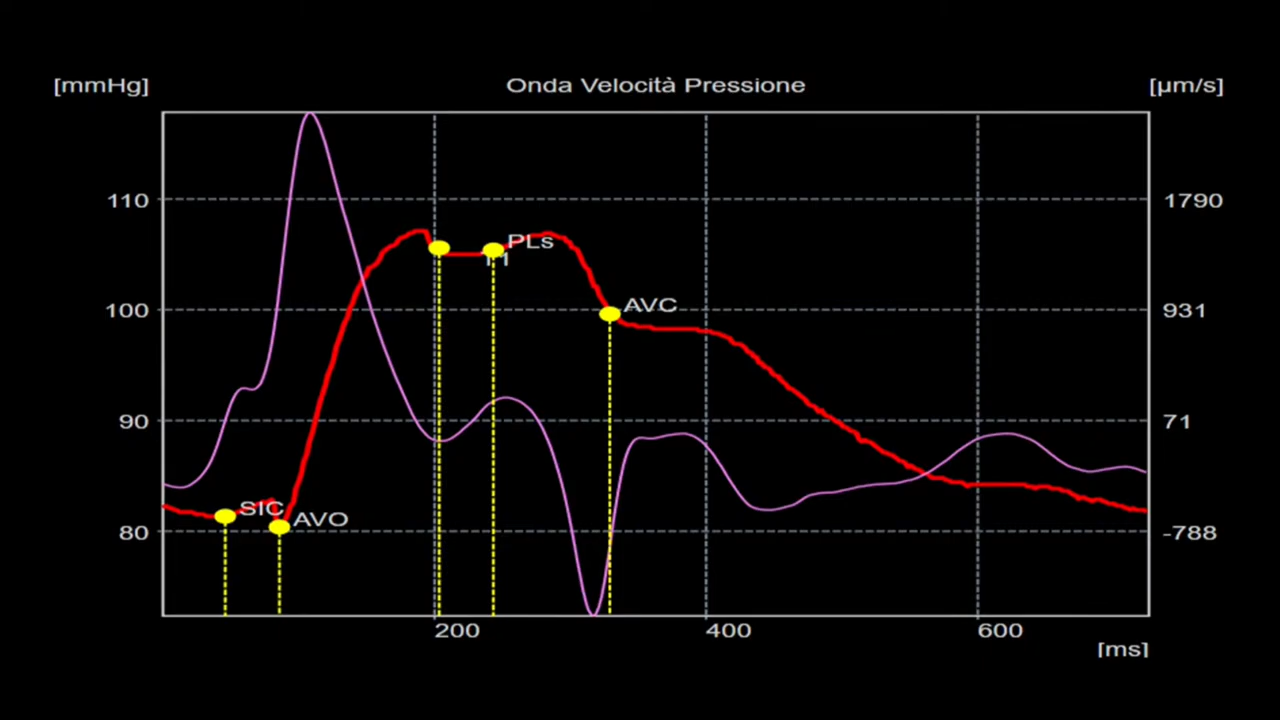 [mmHg] Onda Velocità Pressione [µm/s]
110 1790
PLs
100 AVC 931
90 71
SIC
AVO
80 -788
200 400 600
[ms]